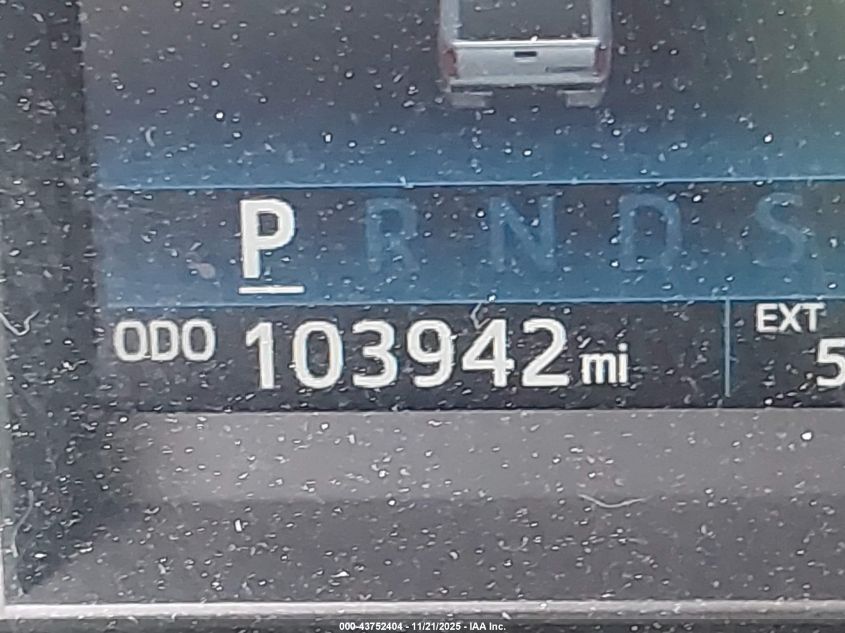 P R N D S
ODO 103942 mi
EXT
5
000-43752404 - 11/21/2025 - IAA Inc.